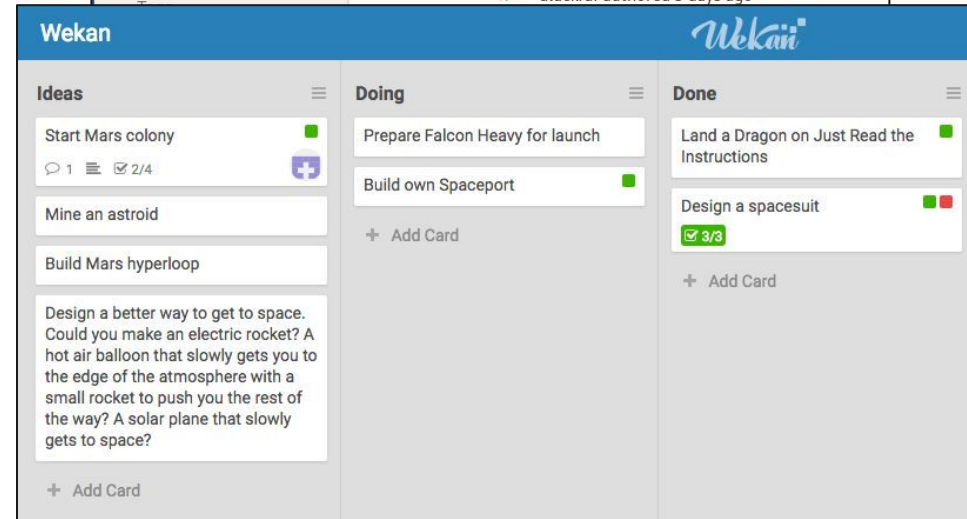 Wekan
Wekan
Ideas
Start Mars colony
1 2/4
Mine an astroid
Build Mars hyperloop
Design a better way to get to space.
Could you make an electric rocket? A
hot air balloon that slowly gets you to
the edge of the atmosphere with a
small rocket to push you the rest of
the way? A solar plane that slowly
gets to space?
+ Add Card
Doing
Prepare Falcon Heavy for launch
Build own Spaceport
+ Add Card
Done
Land a Dragon on Just Read the
Instructions
Design a spacesuit
3/3
+ Add Card